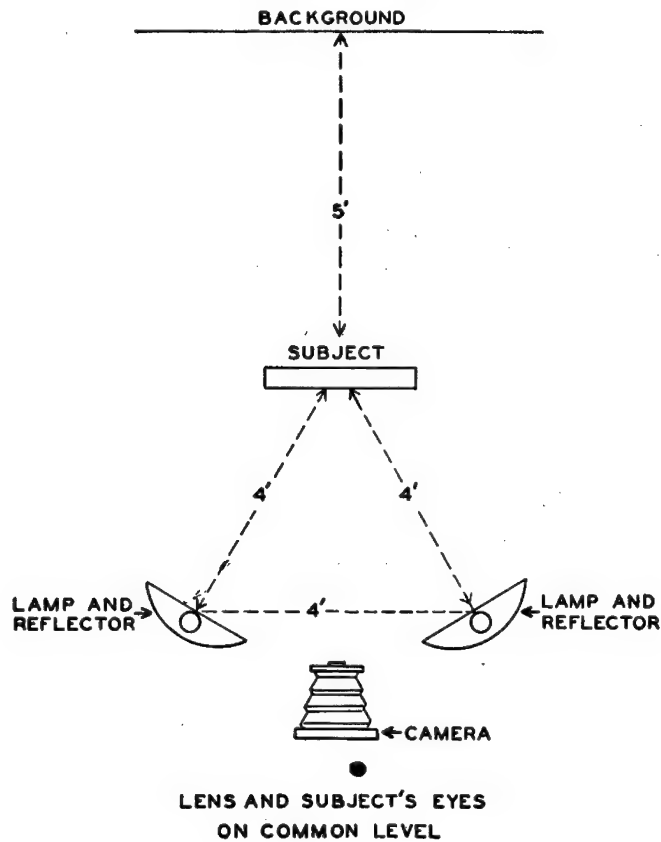 BACKGROUND
5'
SUBJECT
4'
4'
LAMP AND
REFLECTOR
4'
LAMP AND
REFLECTOR
CAMERA
LENS AND SUBJECT'S EYES
ON COMMON LEVEL